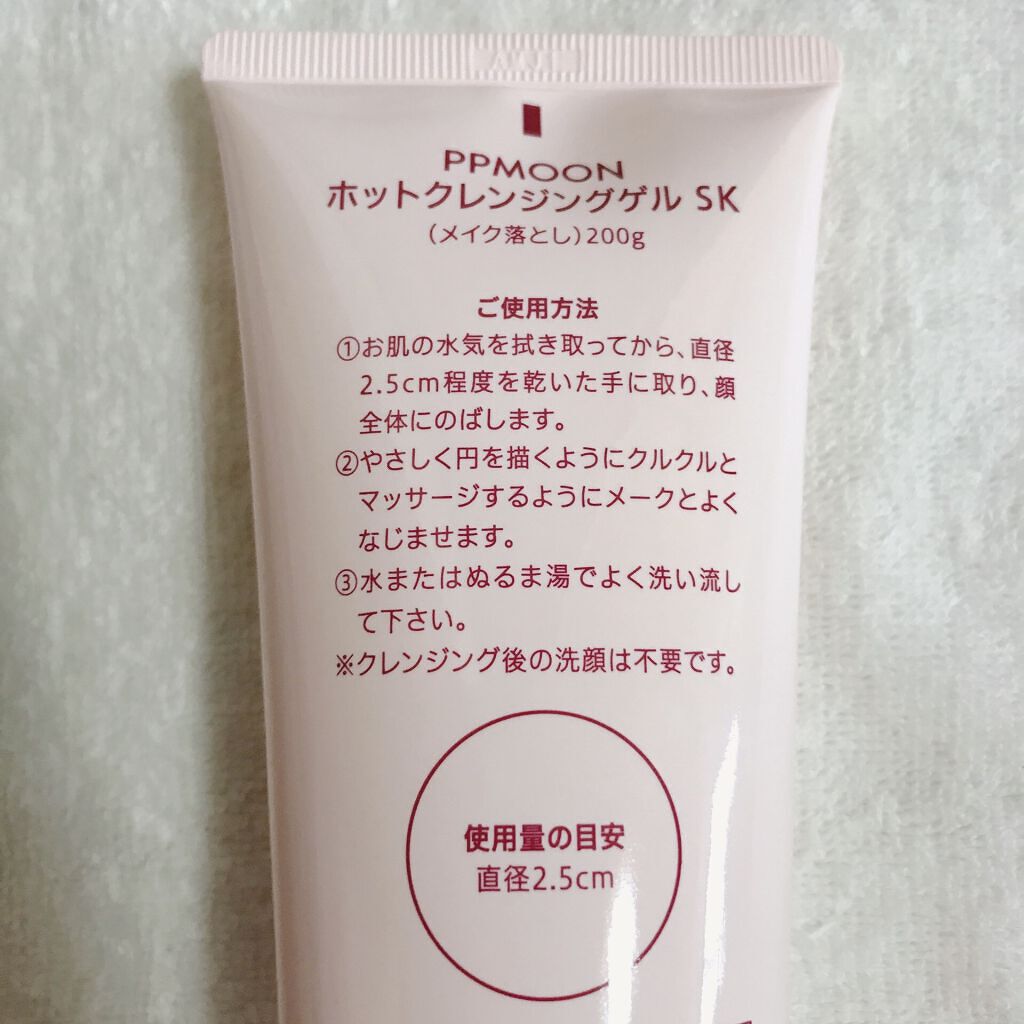 PPMOON
ホットクレンジングゲル SK
(メイク落とし)200g
ご使用方法
①お肌の水気を拭き取ってから、直径
2.5cm程度を乾いた手に取り、顔
全体にのばします。
②やさしく円を描くようにクルクルと
マッサージするようにメークとよく
なじませます。
③水またはぬるま湯でよく洗い流し
て下さい。
※クレンジング後の洗顔は不要です。
使用量の目安
直径2.5cm